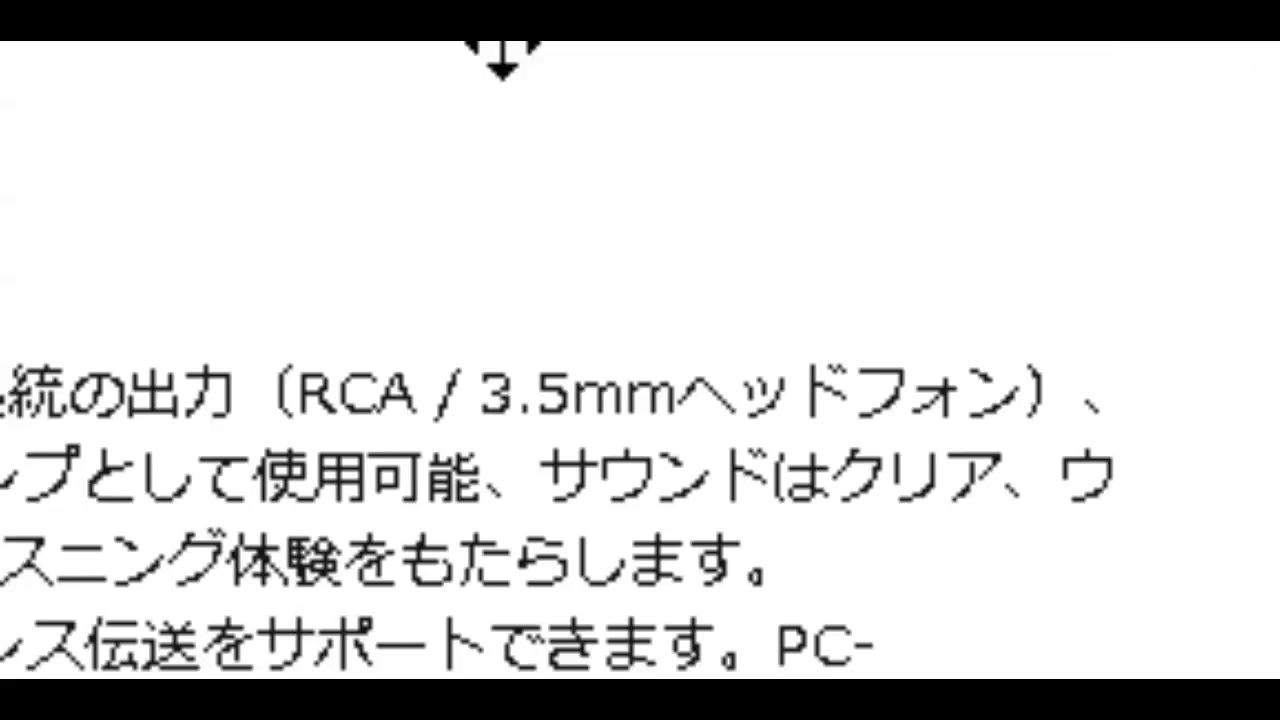 統の出力（RCA / 3.5mmヘッドフォン）、
プとして使用可能、サウンドはクリア、ウ
スニング体験をもたらします。
レス伝送をサポートできます。PC-